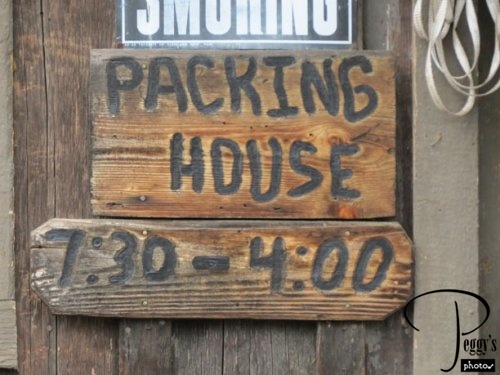 SMOKING
PACKING
HOUSE
7:30 - 4:00
Peggy's
photos